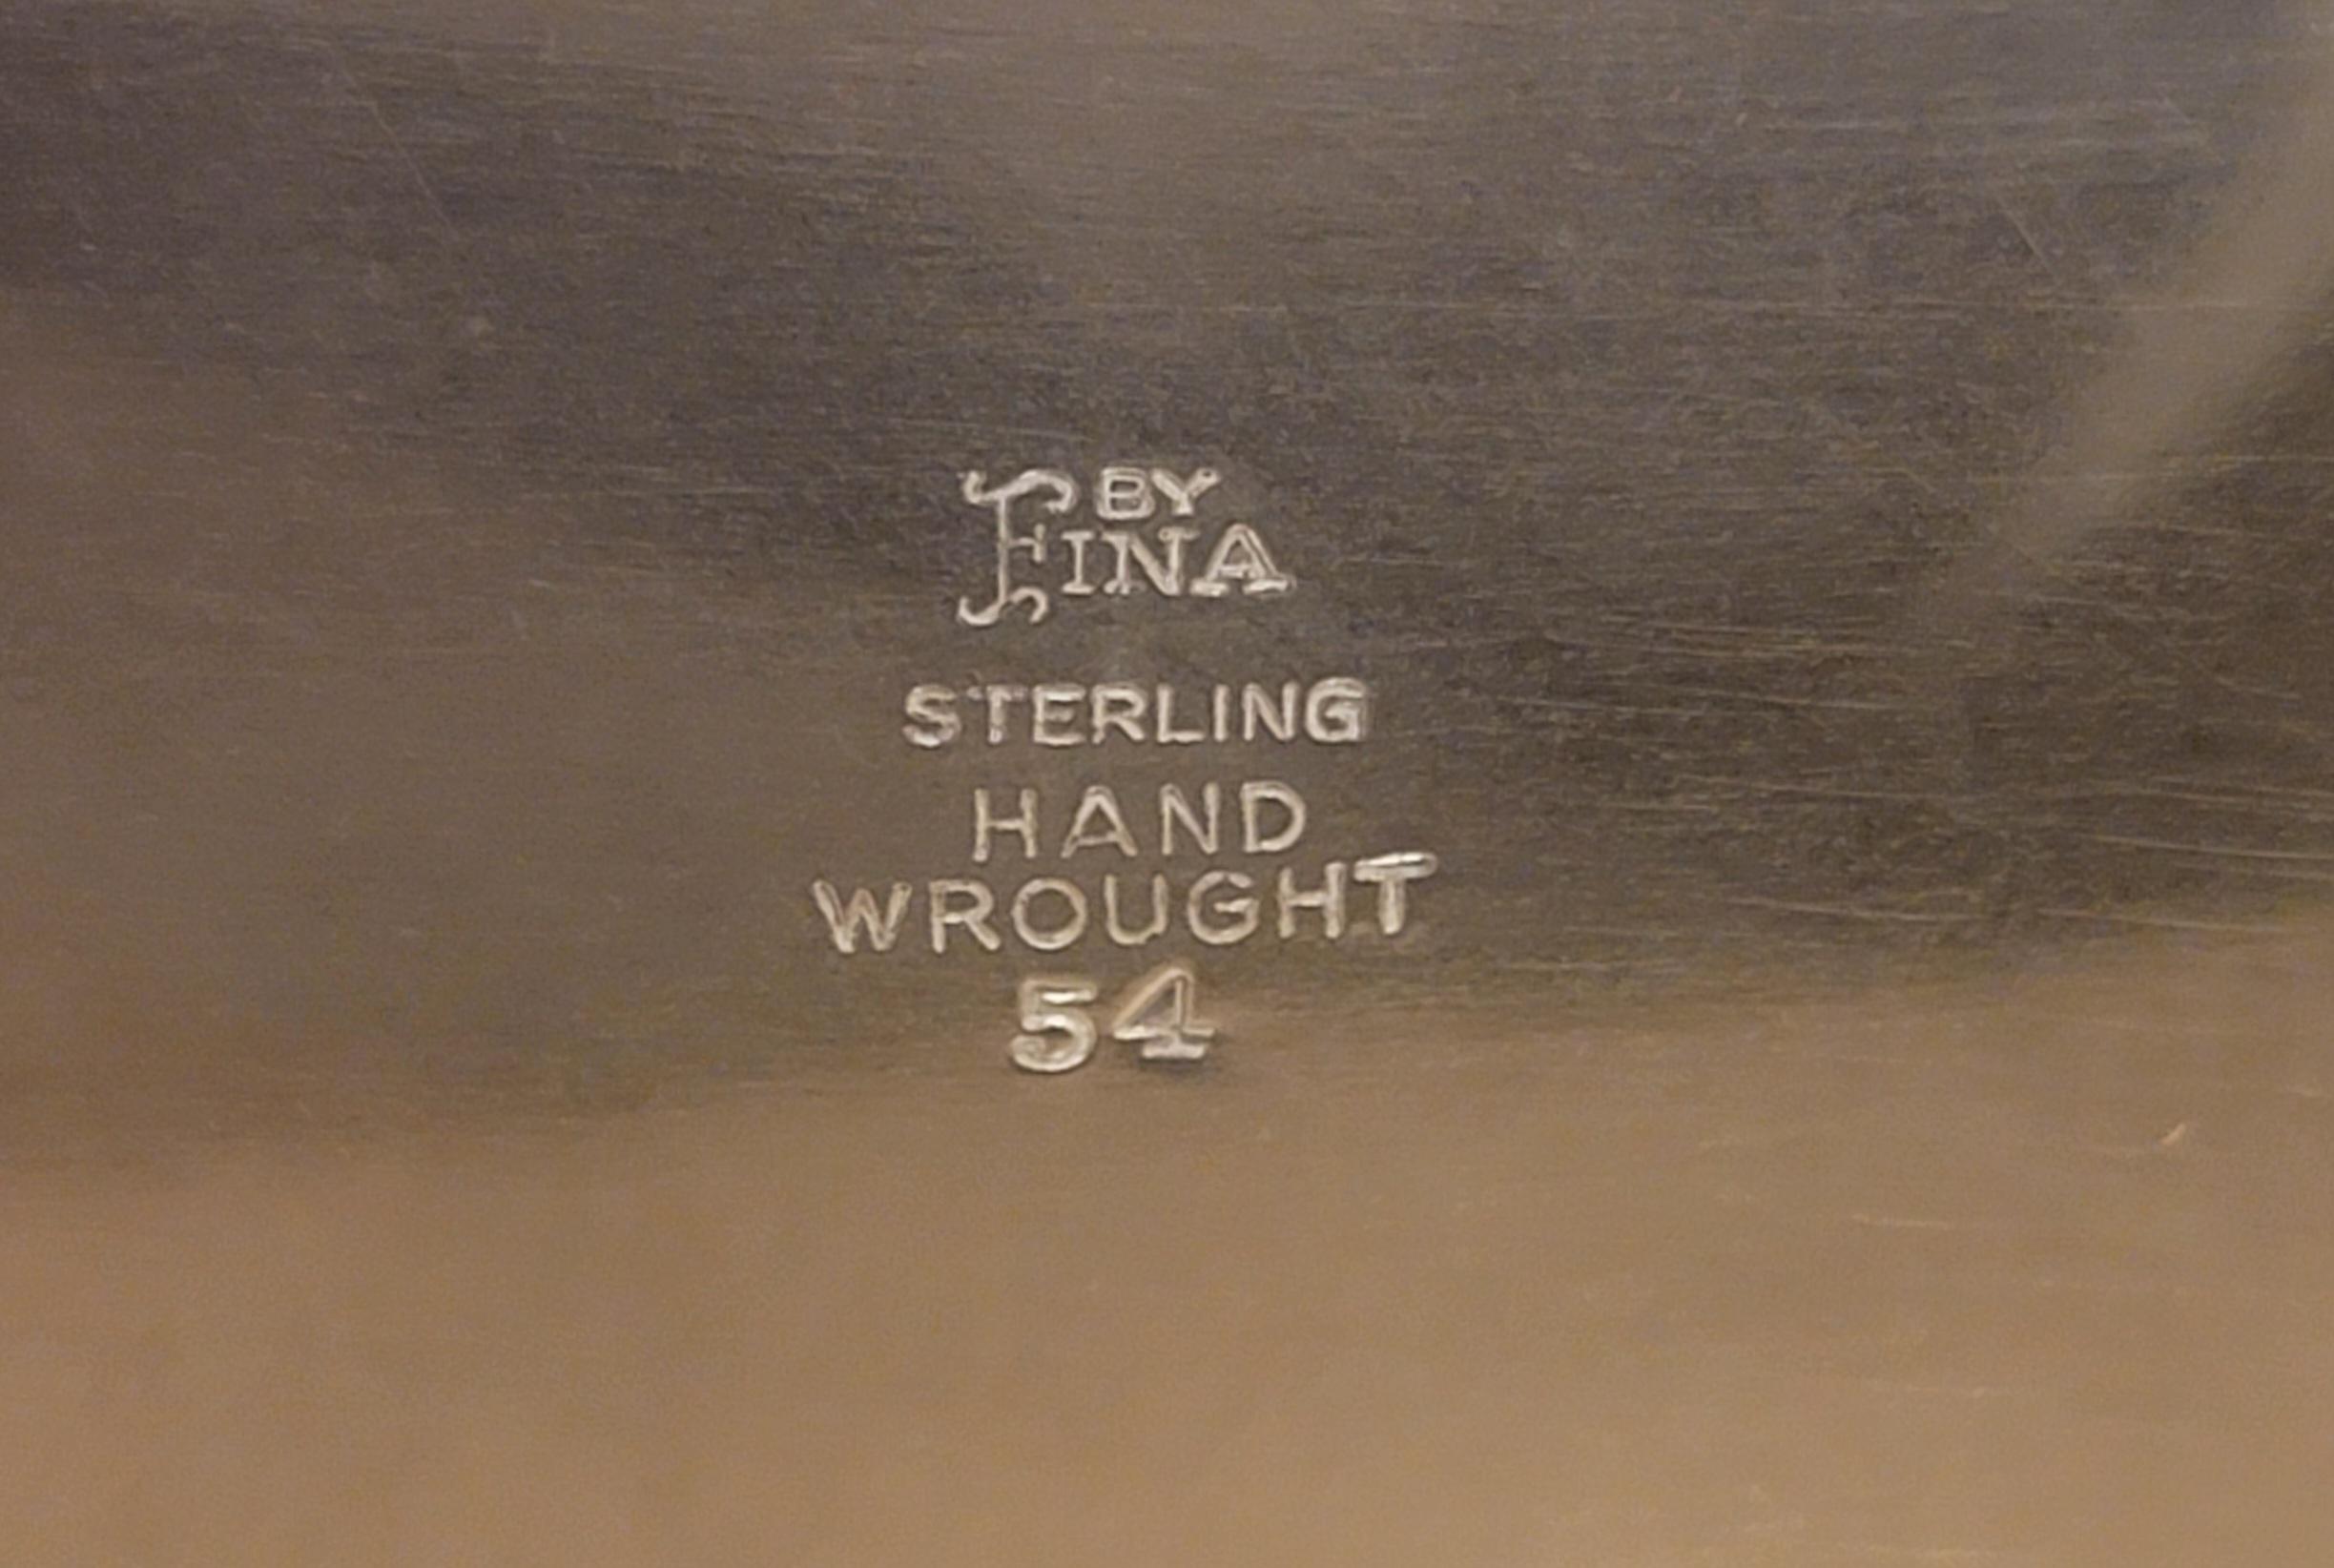 BY
FINA
STERLING
HAND
WROUGHT
54